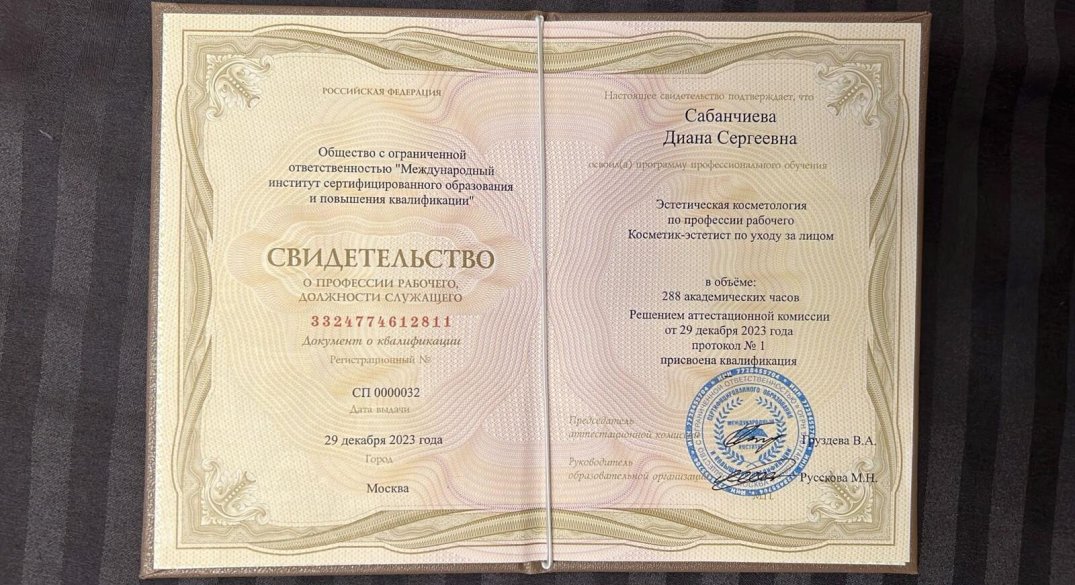 РОССИЙСКАЯ ФЕДЕРАЦИЯ
Общество с ограниченной
ответственностью "Международный
институт сертифицированного образования
и повышения квалификации"
СВИДЕТЕЛЬСТВО
О ПРОФЕССИИ РАБОЧЕГО,
ДОЛЖНОСТИ СЛУЖАЩЕГО
3324774612811
Документ о квалификации
Регистрационный №
СП 0000032
Дата выдачи
29 декабря 2023 года
Город
Москва
Настоящее свидетельство подтверждает, что
Сабанчиева
Диана Сергеевна
освоил(а) программу профессионального обучения
Эстетическая косметология
по профессии рабочего
Косметик-эстетист по уходу за лицом
в объёме:
288 академических часов
Решением аттестационной комиссии
от 29 декабря 2023 года
протокол № 1
присвоена квалификация
Председатель
аттестационной
Груздева В.А.
Руководитель
образовательной организации
Русскова М.Н.
М.П.
МЕЖДУНАРОДНЫЙ
ИНСТИТУТ
МОСКВА